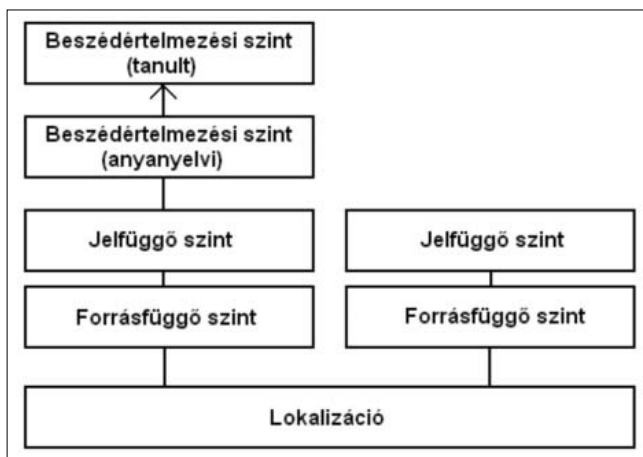 Beszédértelmezési szint
(tanult)
Beszédértelmezési szint
(anyanyelvi)
Jelfüggő szint
Jelfüggő szint
Forrásfüggő szint
Forrásfüggő szint
Lokalizáció